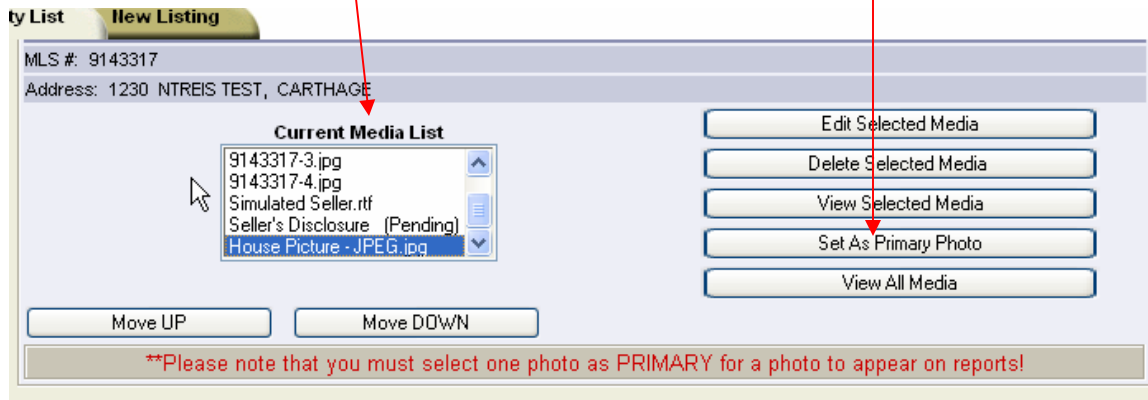 ty List New Listing
MLS #: 9143317
Address: 1230 NTREIS TEST, CARTHAGE
Current Media List
9143317-3.jpg
9143317-4.jpg
Simulated Seller.rtf
Seller's Disclosure (Pending)
House Picture - JPEG.jpg
Edit Selected Media
Delete Selected Media
View Selected Media
Set As Primary Photo
View All Media
Move UP Move DOWN
**Please note that you must select one photo as PRIMARY for a photo to appear on reports!